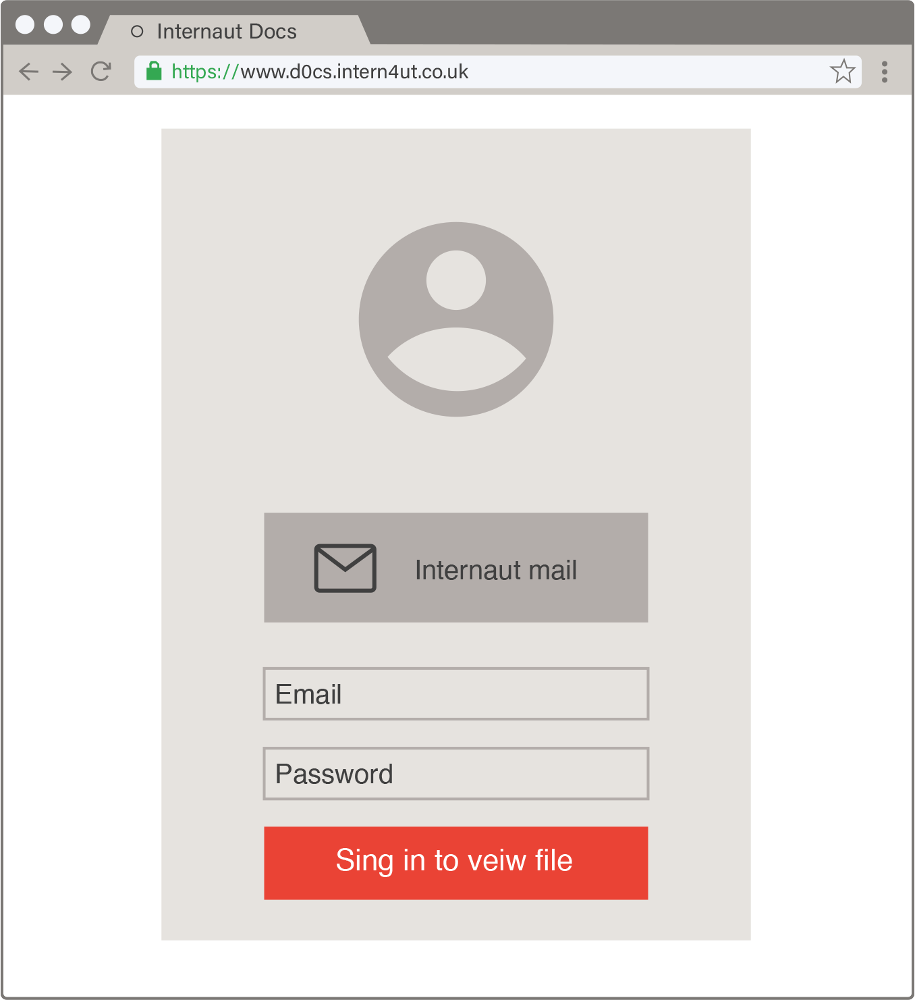 Internaut Docs
https://www.d0cs.intern4ut.co.uk
Internaut mail
Email
Password
Sing in to veiw file